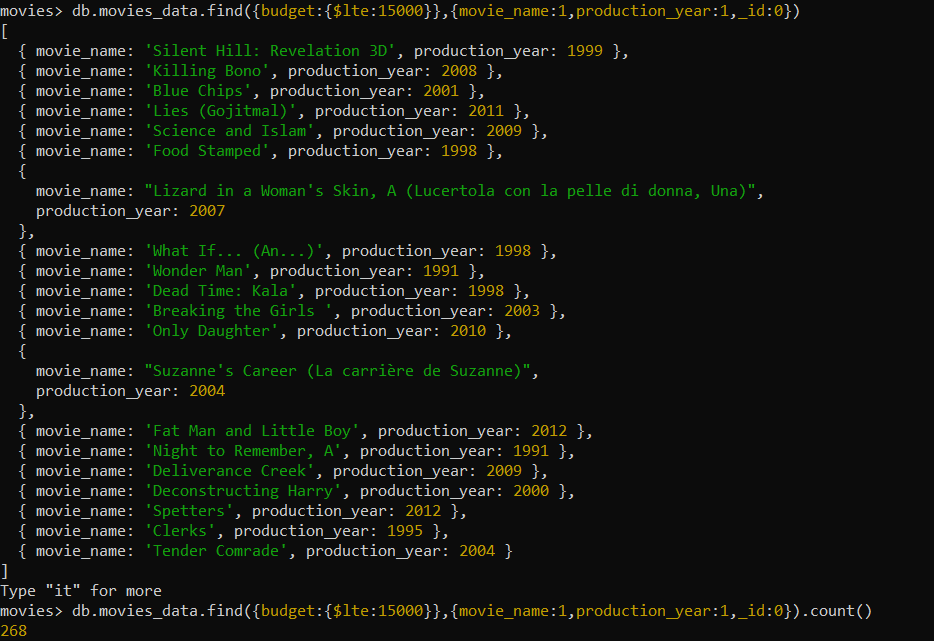 movies> db.movies_data.find({budget:{$lte:15000}},{movie_name:1,production_year:1,_id:0})
[
  { movie_name: 'Silent Hill: Revelation 3D', production_year: 1999 },
  { movie_name: 'Killing Bono', production_year: 2008 },
  { movie_name: 'Blue Chips', production_year: 2001 },
  { movie_name: 'Lies (Gojitmal)', production_year: 2011 },
  { movie_name: 'Science and Islam', production_year: 2009 },
  { movie_name: 'Food Stamped', production_year: 1998 },
  {
    movie_name: "Lizard in a Woman's Skin, A (Lucertola con la pelle di donna, Una)",
    production_year: 2007
  },
  { movie_name: 'What If... (An...)', production_year: 1998 },
  { movie_name: 'Wonder Man', production_year: 1991 },
  { movie_name: 'Dead Time: Kala', production_year: 1998 },
  { movie_name: 'Breaking the Girls ', production_year: 2003 },
  { movie_name: 'Only Daughter', production_year: 2010 },
  {
    movie_name: "Suzanne's Career (La carrière de Suzanne)",
    production_year: 2004
  },
  { movie_name: 'Fat Man and Little Boy', production_year: 2012 },
  { movie_name: 'Night to Remember, A', production_year: 1991 },
  { movie_name: 'Deliverance Creek', production_year: 2009 },
  { movie_name: 'Deconstructing Harry', production_year: 2000 },
  { movie_name: 'Spetters', production_year: 2012 },
  { movie_name: 'Clerks', production_year: 1995 },
  { movie_name: 'Tender Comrade', production_year: 2004 }
]
Type "it" for more
movies> db.movies_data.find({budget:{$lte:15000}},{movie_name:1,production_year:1,_id:0}).count()
268